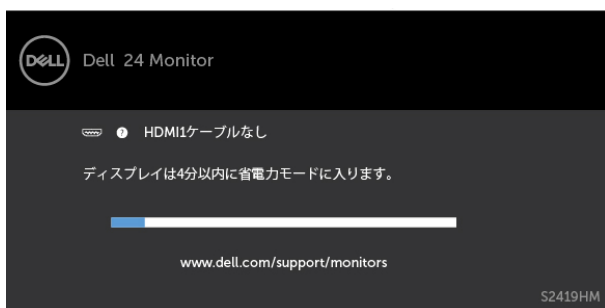 DELL
Dell 24 Monitor
HDMI1ケーブルなし
ディスプレイは4分以内に省電力モードに入ります。
www.dell.com/support/monitors
S2419HM